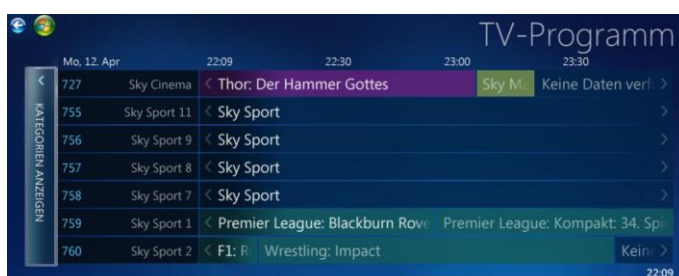 TV-Programm
Mo, 12. Apr 22:09 22:30 23:00 23:30
KATEGORIEN ANZEIGEN
727 Sky Cinema Thor: Der Hammer Gottes Sky Keine Daten
755 Sky Sport 11 Sky Sport
756 Sky Sport 9 Sky Sport
757 Sky Sport 8 Sky Sport
758 Sky Sport 7 Sky Sport
759 Sky Sport 1 Premier League: Blackburn Rove Premier League: Kompakt: 34.
760 Sky Sport 2 F1: Wrestling: Impact Kein
22:09